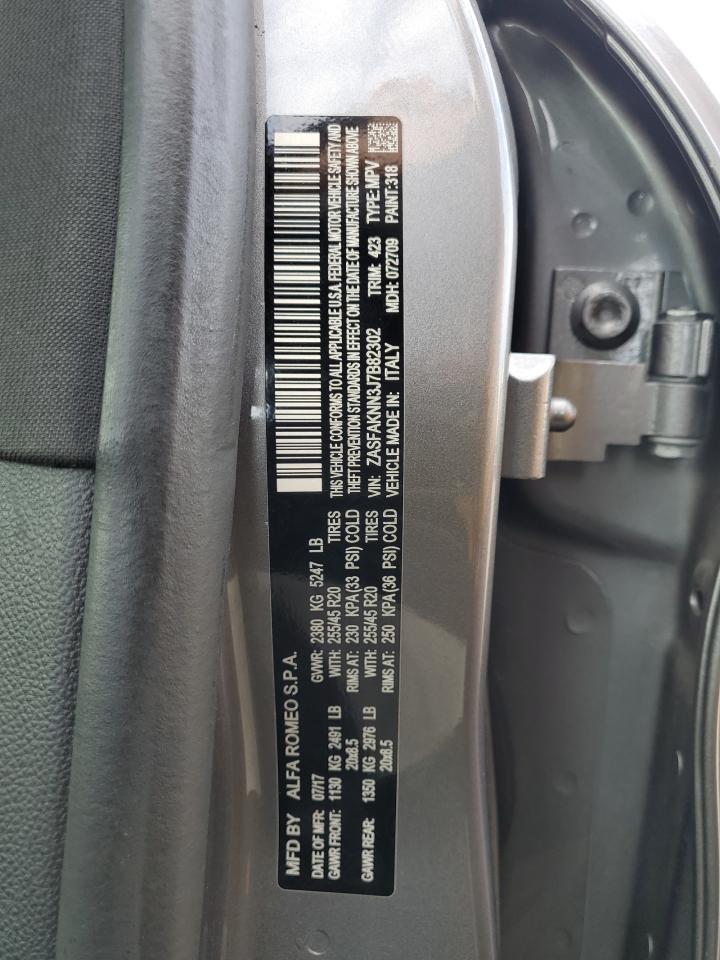 MFD BY ALFA ROMEO S.P.A.
DATE OF MFR: 07/17 GVWR: 2380 KG 5247 LB
GAWR FRONT: 1130 KG 2491 LB WITH: 255/45 R20 TIRES
20x8.5 RIMS AT: 230 KPA(33 PSI) COLD
GAWR REAR: 1350 KG 2976 LB WITH: 255/45 R20 TIRES
20x8.5 RIMS AT: 250 KPA(36 PSI) COLD
THIS VEHICLE CONFORMS TO ALL APPLICABLE U.S.A. FEDERAL MOTOR VEHICLE SAFETY AND
THEFT PREVENTION STANDARDS IN EFFECT ON THE DATE OF MANUFACTURE SHOWN ABOVE
VIN: ZASFAKNN3J7B82302 TRIM: 423 TYPE:MPV
VEHICLE MADE IN: ITALY MDH: 072709 PAINT:318